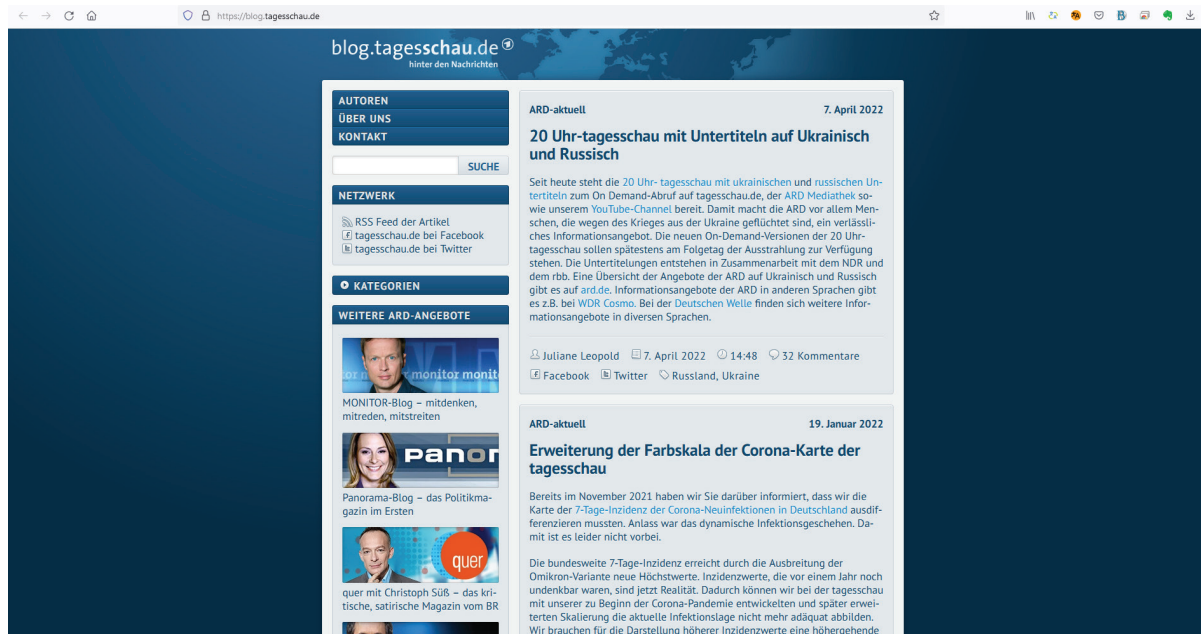 https://blog.tagesschau.de
blog.tagesschau.de
hinter den Nachrichten
AUTOREN
ÜBER UNS
KONTAKT
SUCHE
NETZWERK
RSS Feed der Artikel
tagesschau.de bei Facebook
tagesschau.de bei Twitter
KATEGORIEN
WEITERE ARD-ANGEBOTE
monitor monit
MONITOR-Blog – mitdenken,
mitreden, mitstreiten
Panor
Panorama-Blog – das Politikma-
gazin im Ersten
quer
quer mit Christoph Süß – das kri-
tische, satirische Magazin vom BR
ARD-aktuell 7. April 2022
20 Uhr-tagesschau mit Untertiteln auf Ukrainisch
und Russisch
Seit heute steht die 20 Uhr- tagesschau mit ukrainischen und russischen Un-
tertiteln zum On Demand-Abruf auf tagesschau.de, der ARD Mediathek so-
wie unserem YouTube-Channel bereit. Damit macht die ARD vor allem Men-
schen, die wegen des Krieges aus der Ukraine geflüchtet sind, ein verlässli-
ches Informationsangebot. Die neuen On-Demand-Versionen der 20 Uhr-
tagesschau sollen spätestens am Folgetag der Ausstrahlung zur Verfügung
stehen. Die Untertitelungen entstehen in Zusammenarbeit mit dem NDR und
dem rbb. Eine Übersicht der Angebote der ARD auf Ukrainisch und Russisch
gibt es auf ard.de. Informationsangebote der ARD in anderen Sprachen gibt
es z.B. bei WDR Cosmo. Bei der Deutschen Welle finden sich weitere Infor-
mationsangebote in diversen Sprachen.
Juliane Leopold 7. April 2022 14:48 32 Kommentare
Facebook Twitter Russland, Ukraine
ARD-aktuell 19. Januar 2022
Erweiterung der Farbskala der Corona-Karte der
tagesschau
Bereits im November 2021 haben wir Sie darüber informiert, dass wir die
Karte der 7-Tage-Inzidenz der Corona-Neuinfektionen in Deutschland ausdif-
ferenzieren mussten. Anlass war das dynamische Infektionsgeschehen. Da-
mit ist es leider nicht vorbei.
Die bundesweite 7-Tage-Inzidenz erreicht durch die Ausbreitung der
Omikron-Variante neue Höchstwerte. Inzidenzwerte, die vor einem Jahr noch
undenkbar waren, sind jetzt Realität. Dadurch können wir bei der tagesschau
mit unserer zu Beginn der Corona-Pandemie entwickelten und später erwei-
terten Skalierung die aktuelle Infektionslage nicht mehr adäquat abbilden.
Wir brauchen für die Darstellung höherer Inzidenzwerte eine höhergehende